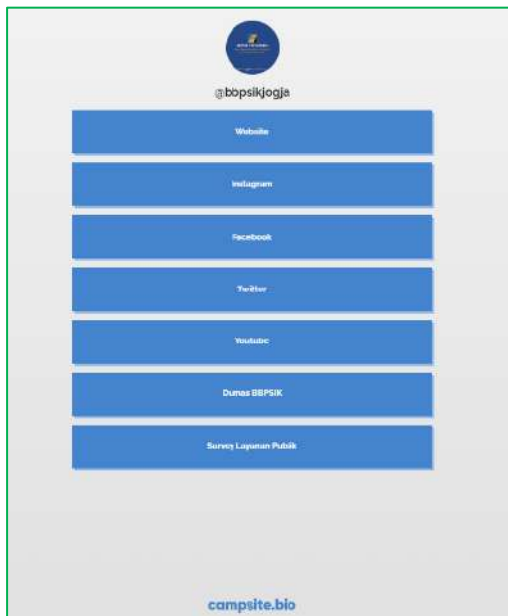 @bbpsikjogja
Website
Instagram
Facebook
Twitter
Youtube
Dumas BBPSIK
Survey Layanan Publik
campsite.bio